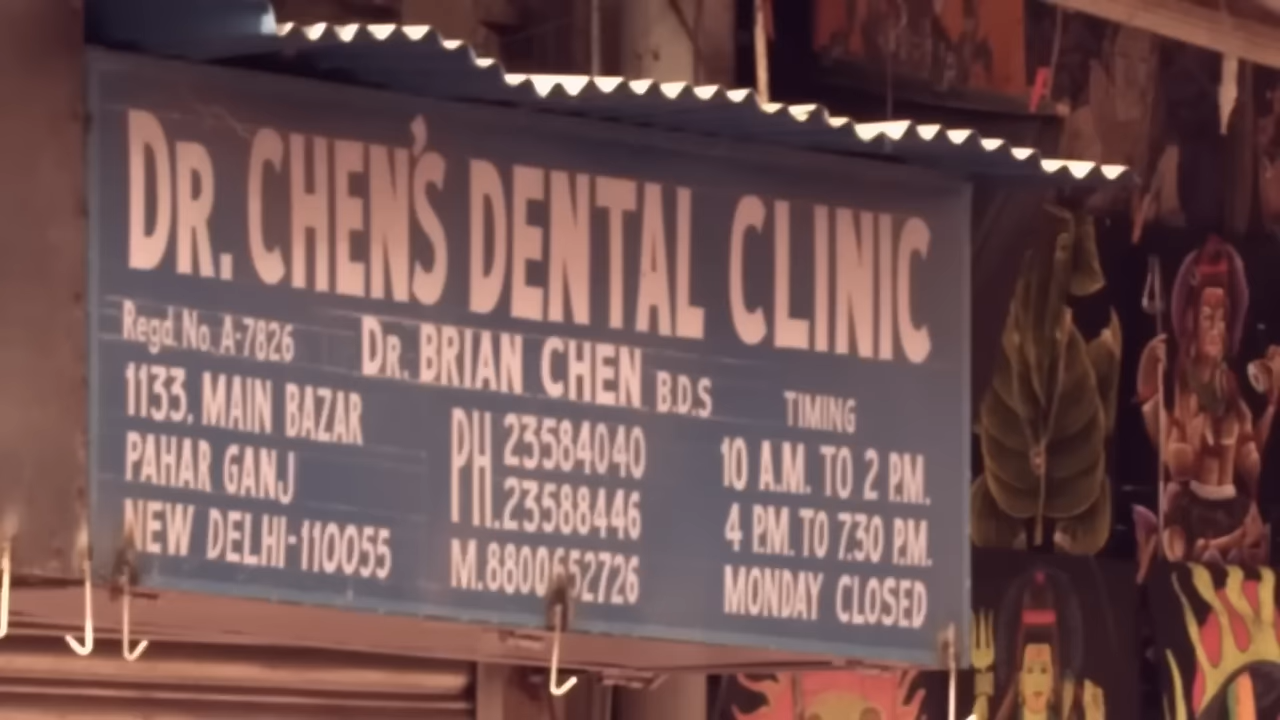 DR. CHEN'S DENTAL CLINIC
Regd. No. A-7826
DR. BRIAN CHEN B.D.S
1133, MAIN BAZAR
PAHAR GANJ
NEW DELHI-110055
PH 23584040
.23588446
M.8800652726
TIMING
10 A.M. TO 2 P.M.
4 P.M. TO 7.30 P.M.
MONDAY CLOSED